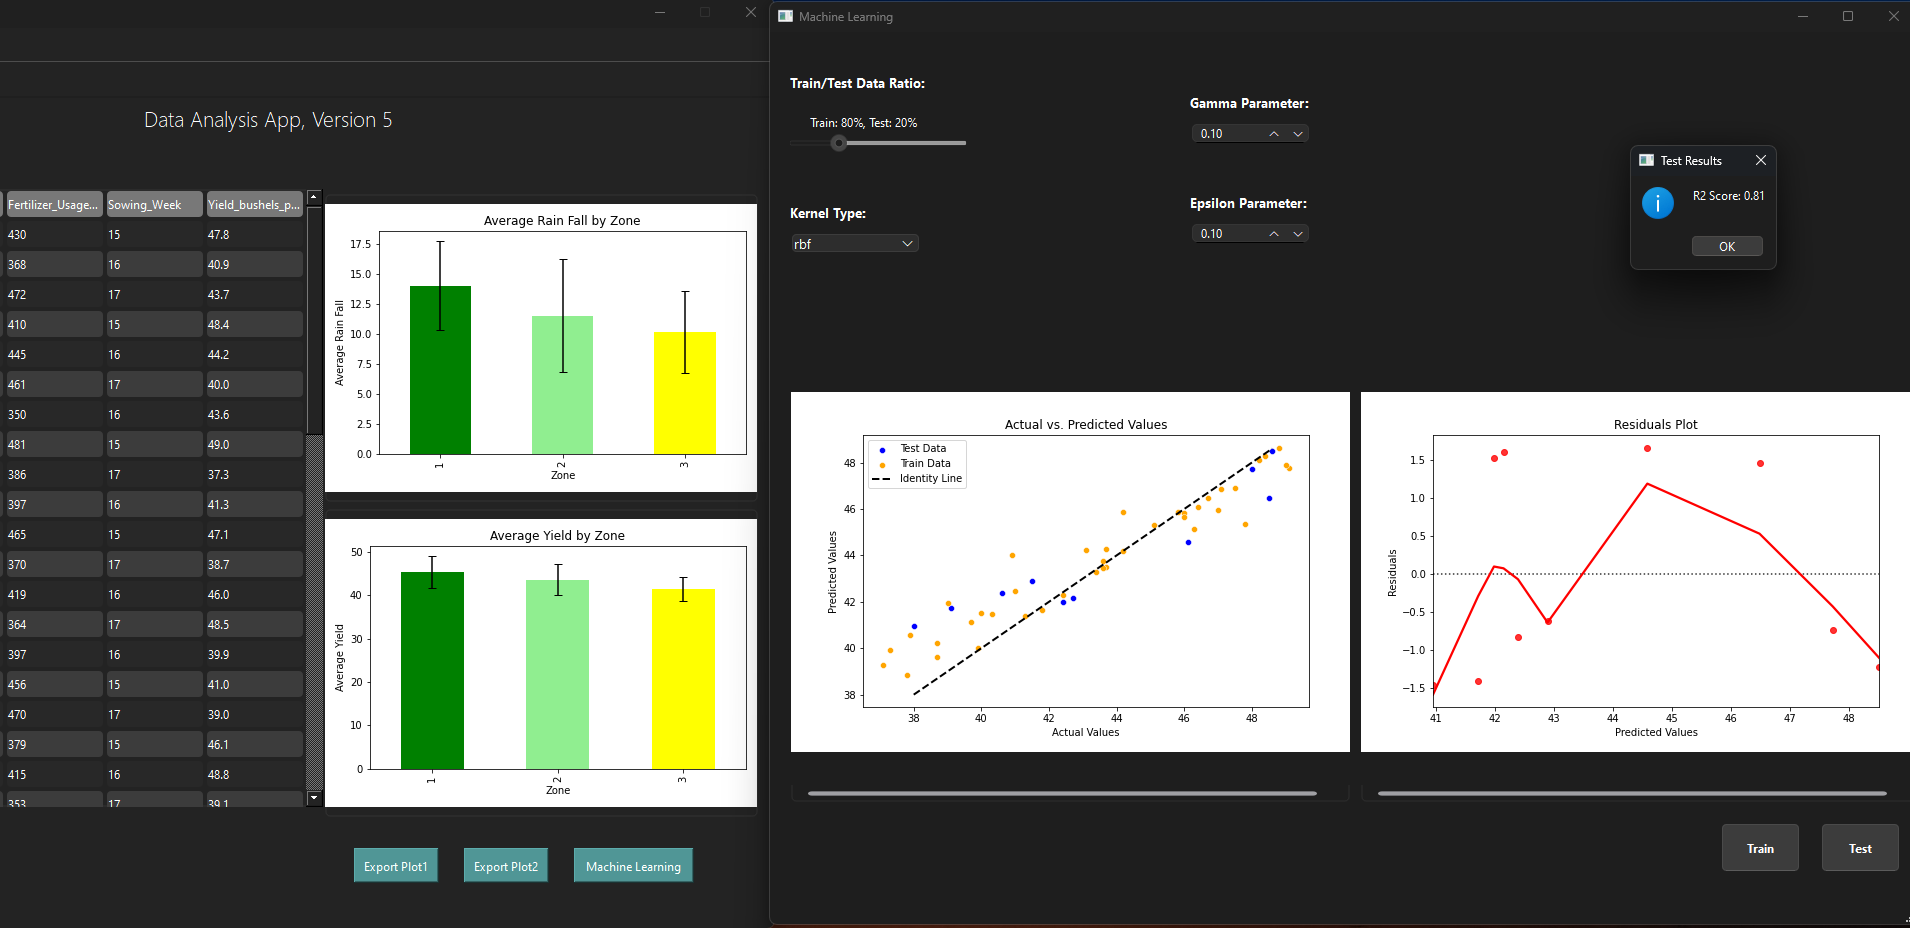 Data Analysis App, Version 5
Fertilizer_Usage... Sowing_Week Yield_bushels_p...
430 15 47.8
368 16 40.9
472 17 43.7
410 15 48.4
445 16 44.2
461 17 40.0
350 16 43.6
481 15 49.0
386 17 37.3
397 16 41.3
465 15 47.1
370 17 38.7
419 16 46.0
364 17 48.5
397 16 39.9
456 15 41.0
470 17 39.0
379 15 46.1
415 16 48.8
353 17 39.1
Average Rain Fall by Zone
Average Rain Fall
17.5
15.0
12.5
10.0
7.5
5.0
2.5
0.0
1 2 3
Zone
Average Yield by Zone
Average Yield
50
40
30
20
10
0
1 2 3
Zone
Export Plot1 Export Plot2 Machine Learning
Machine Learning
Train/Test Data Ratio:
Train: 80%, Test: 20%
Kernel Type:
rbf
Gamma Parameter:
0.10
Epsilon Parameter:
0.10
Test Results
R2 Score: 0.81
OK
Actual vs. Predicted Values
Test Data
Train Data
Identity Line
Predicted Values
48
46
44
42
40
38
38 40 42 44 46 48
Actual Values
Residuals Plot
Residuals
1.5
1.0
0.5
0.0
−0.5
−1.0
−1.5
41 42 43 44 45 46 47 48
Predicted Values
Train Test